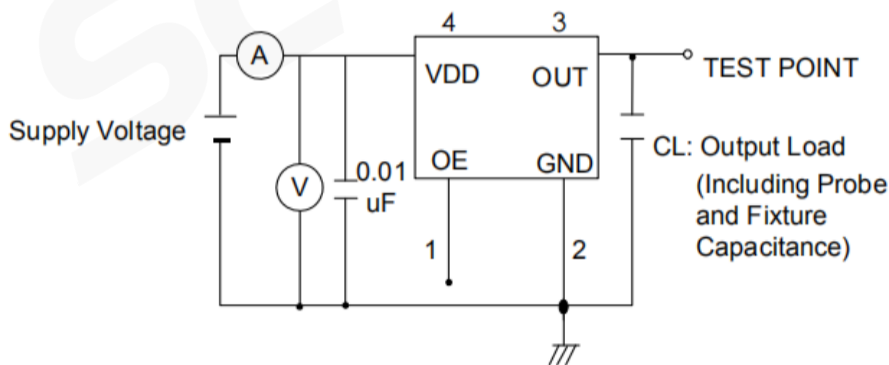 4 3
A
VDD OUT
TEST POINT
Supply Voltage
V
0.01
uF
OE GND
CL: Output Load
(Including Probe
and Fixture
Capacitance)
1 2